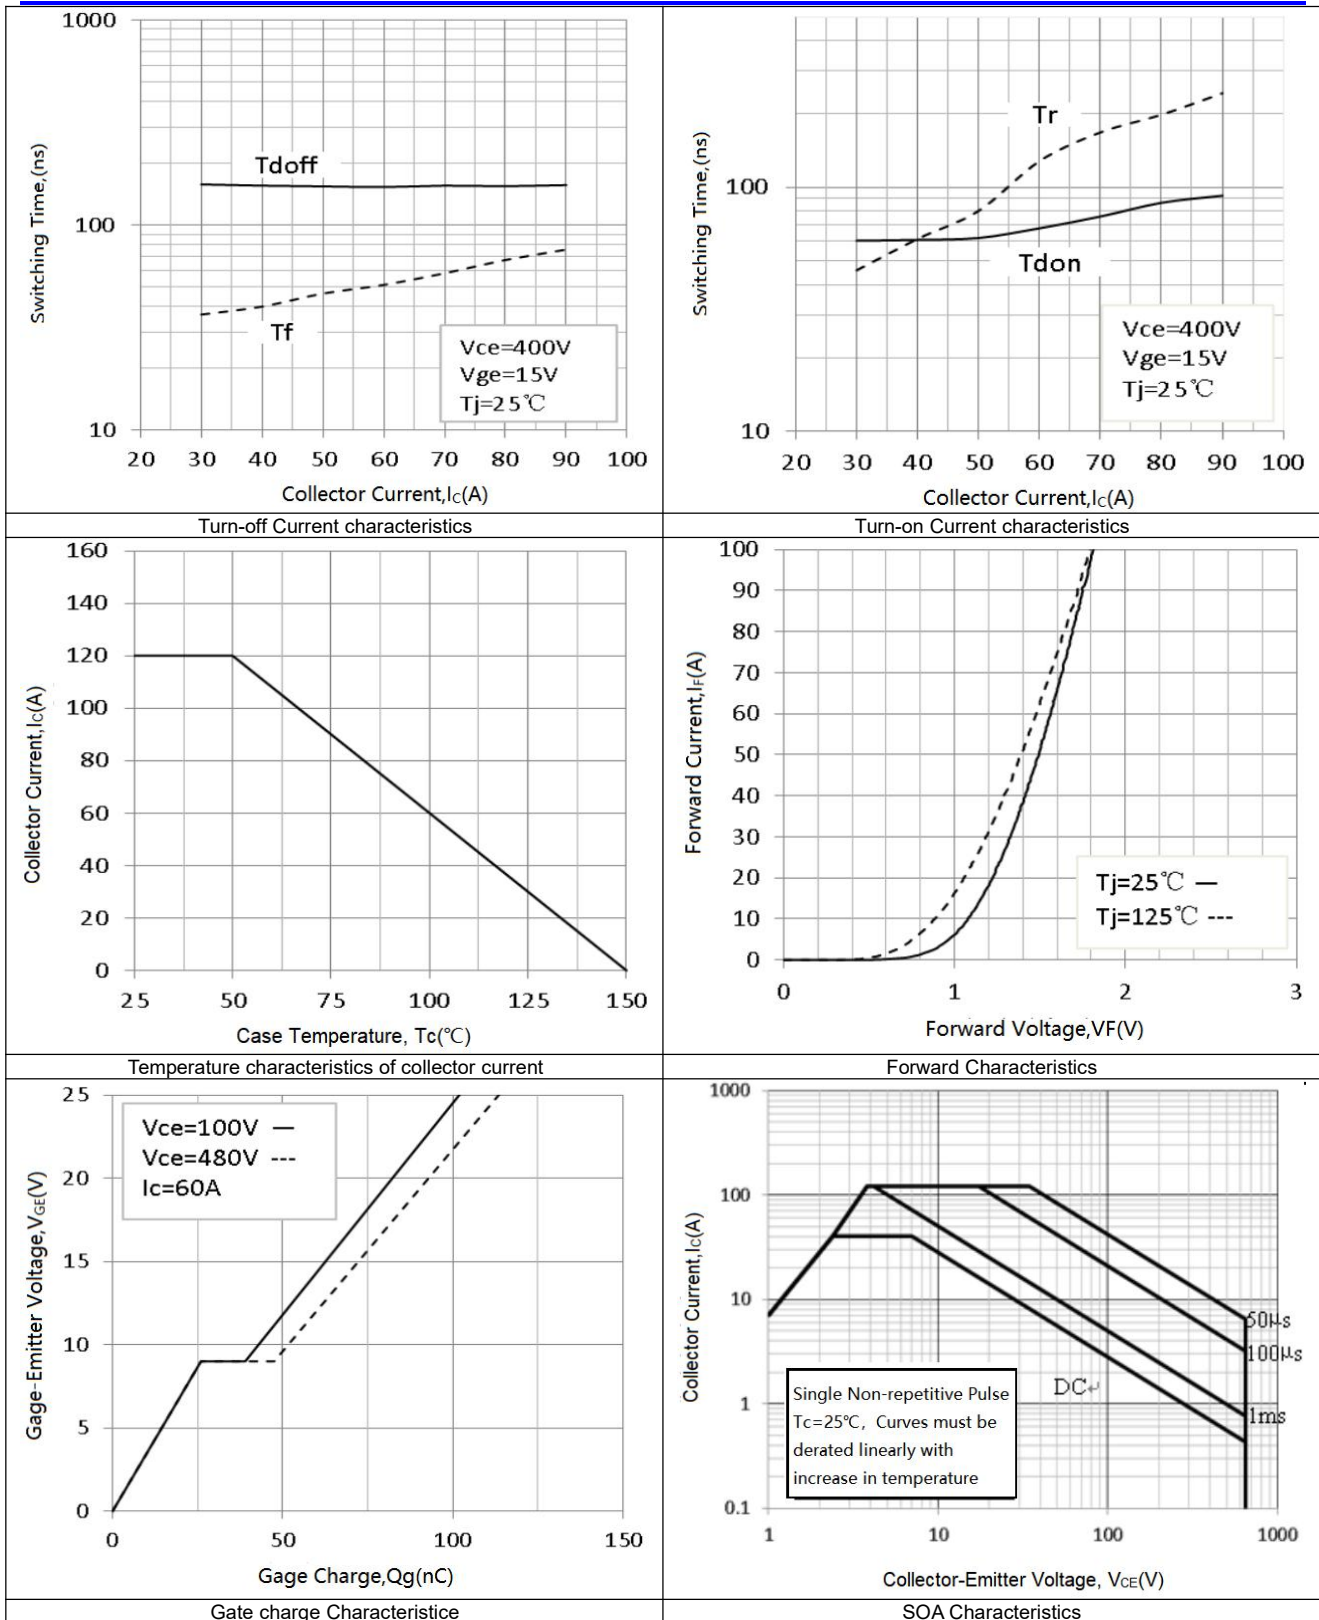 1000
100
10
20 30 40 50 60 70 80 90 100
Switching Time,(ns)
Tdoff
Tf
Vce=400V
Vge=15V
Tj=25℃
Collector Current,IC(A)
Turn-off Current characteristics
100
10
20 30 40 50 60 70 80 90 100
Switching Time,(ns)
Tr
Tdon
Vce=400V
Vge=15V
Tj=25℃
Collector Current,IC(A)
Turn-on Current characteristics
160
140
120
100
80
60
40
20
0
25 50 75 100 125 150
Collector Current,IC(A)
Case Temperature, Tc(℃)
Temperature characteristics of collector current
100
90
80
70
60
50
40
30
20
10
0
0 1 2 3
Forward Current,IF(A)
Tj=25℃ —
Tj=125℃ ---
Forward Voltage,VF(V)
Forward Characteristics
25
20
15
10
5
0
0 50 100 150
Gage-Emitter Voltage,VGE(V)
Vce=100V —
Vce=480V ---
Ic=60A
Gage Charge,Qg(nC)
Gate charge Characteristice
1000
100
10
1
0.1
1 10 100 1000
Collector Current,IC(A)
50μs
100μs
1ms
DC↵
Single Non-repetitive Pulse
Tc=25℃, Curves must be
derated linearly with
increase in temperature
Collector-Emitter Voltage, VCE(V)
SOA Characteristics